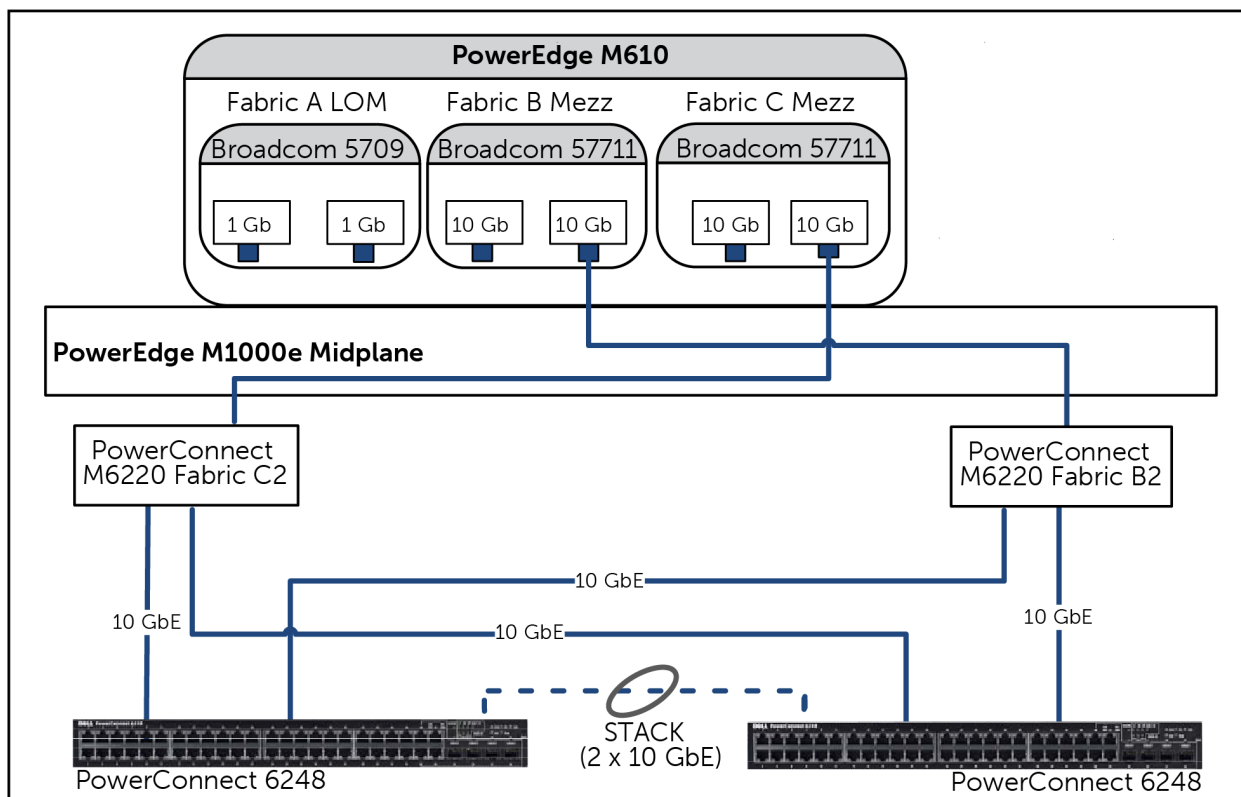 PowerEdge M610
Fabric A LOM
Fabric B Mezz
Fabric C Mezz
Broadcom 5709
Broadcom 57711
Broadcom 57711
1 Gb
1 Gb
10 Gb
10 Gb
10 Gb
10 Gb
PowerEdge M1000e Midplane
PowerConnect
M6220 Fabric C2
PowerConnect
M6220 Fabric B2
10 GbE
10 GbE
10 GbE
10 GbE
STACK
(2 x 10 GbE)
DELL
DELL
PowerConnect 6248
PowerConnect 6248